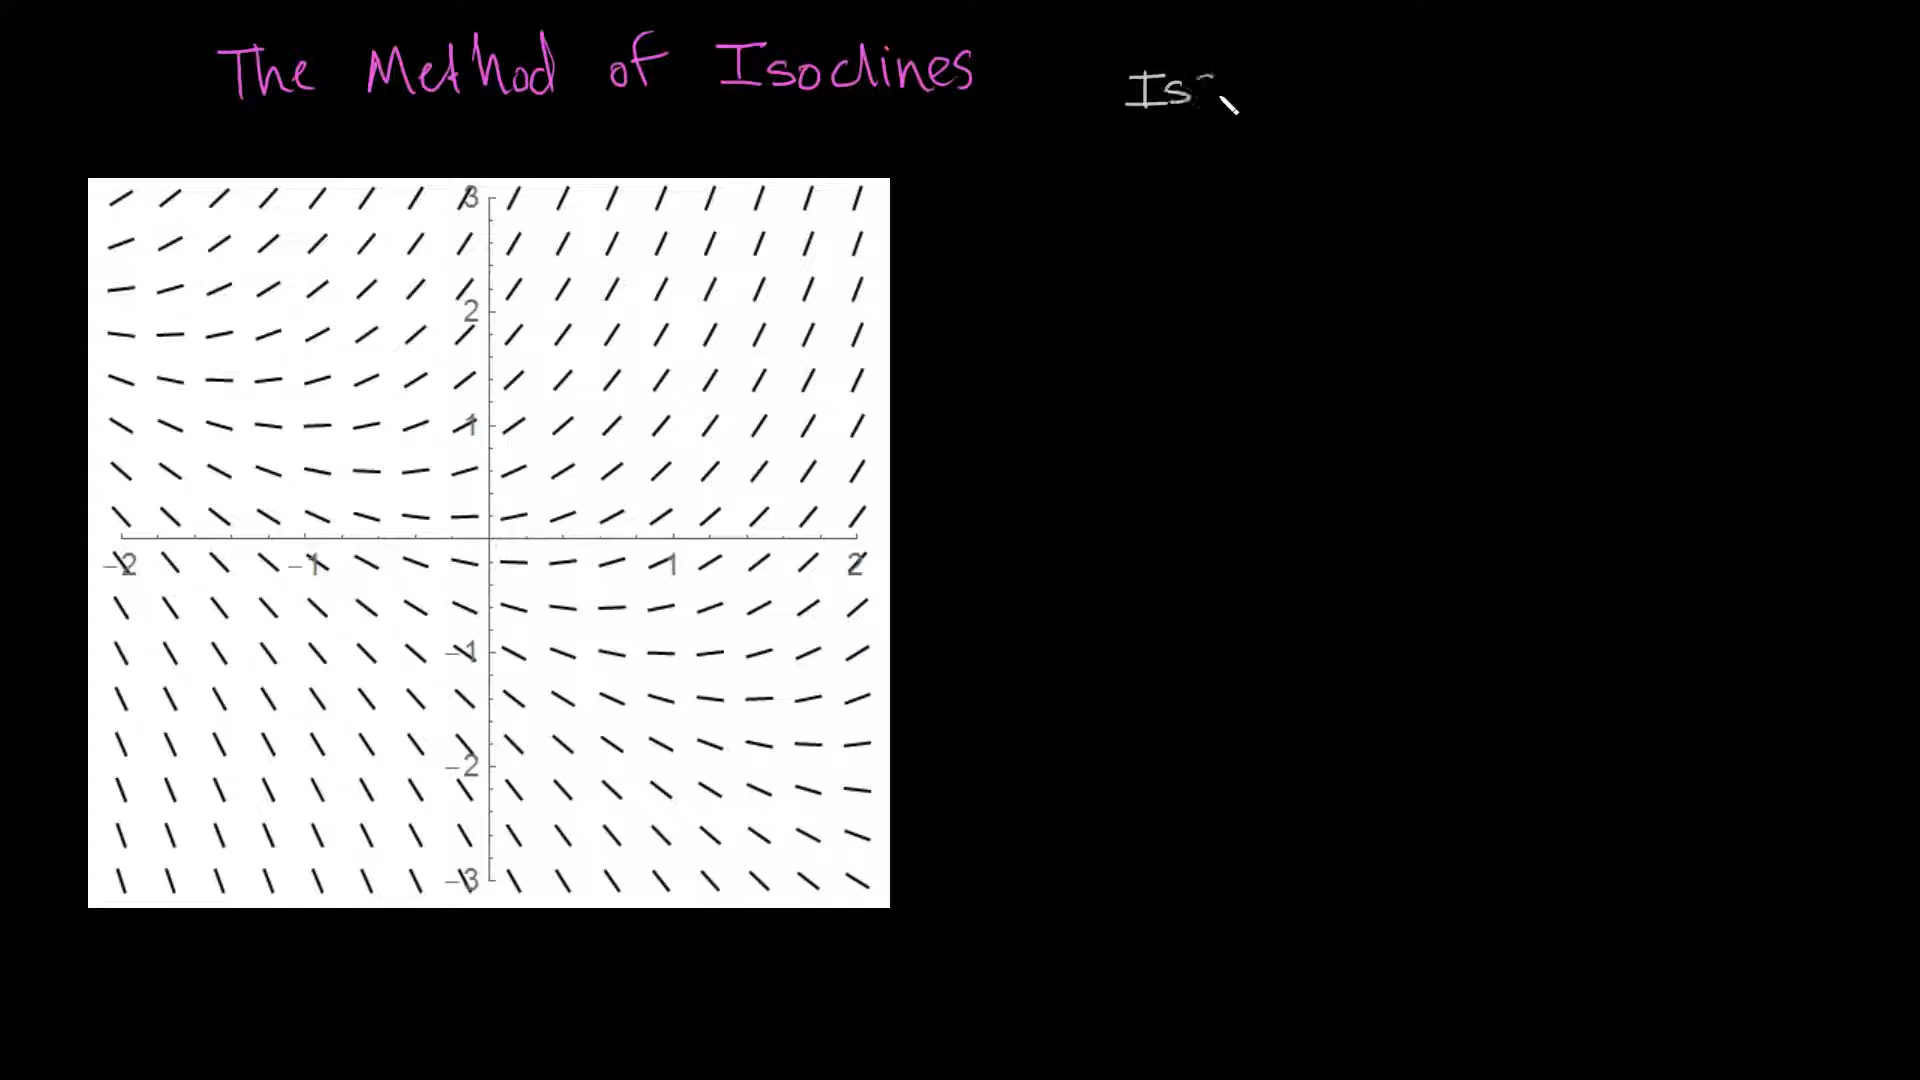 The Method of Isoclines
Is
3
2
1
-2 -1 1 2
-1
-2
-3